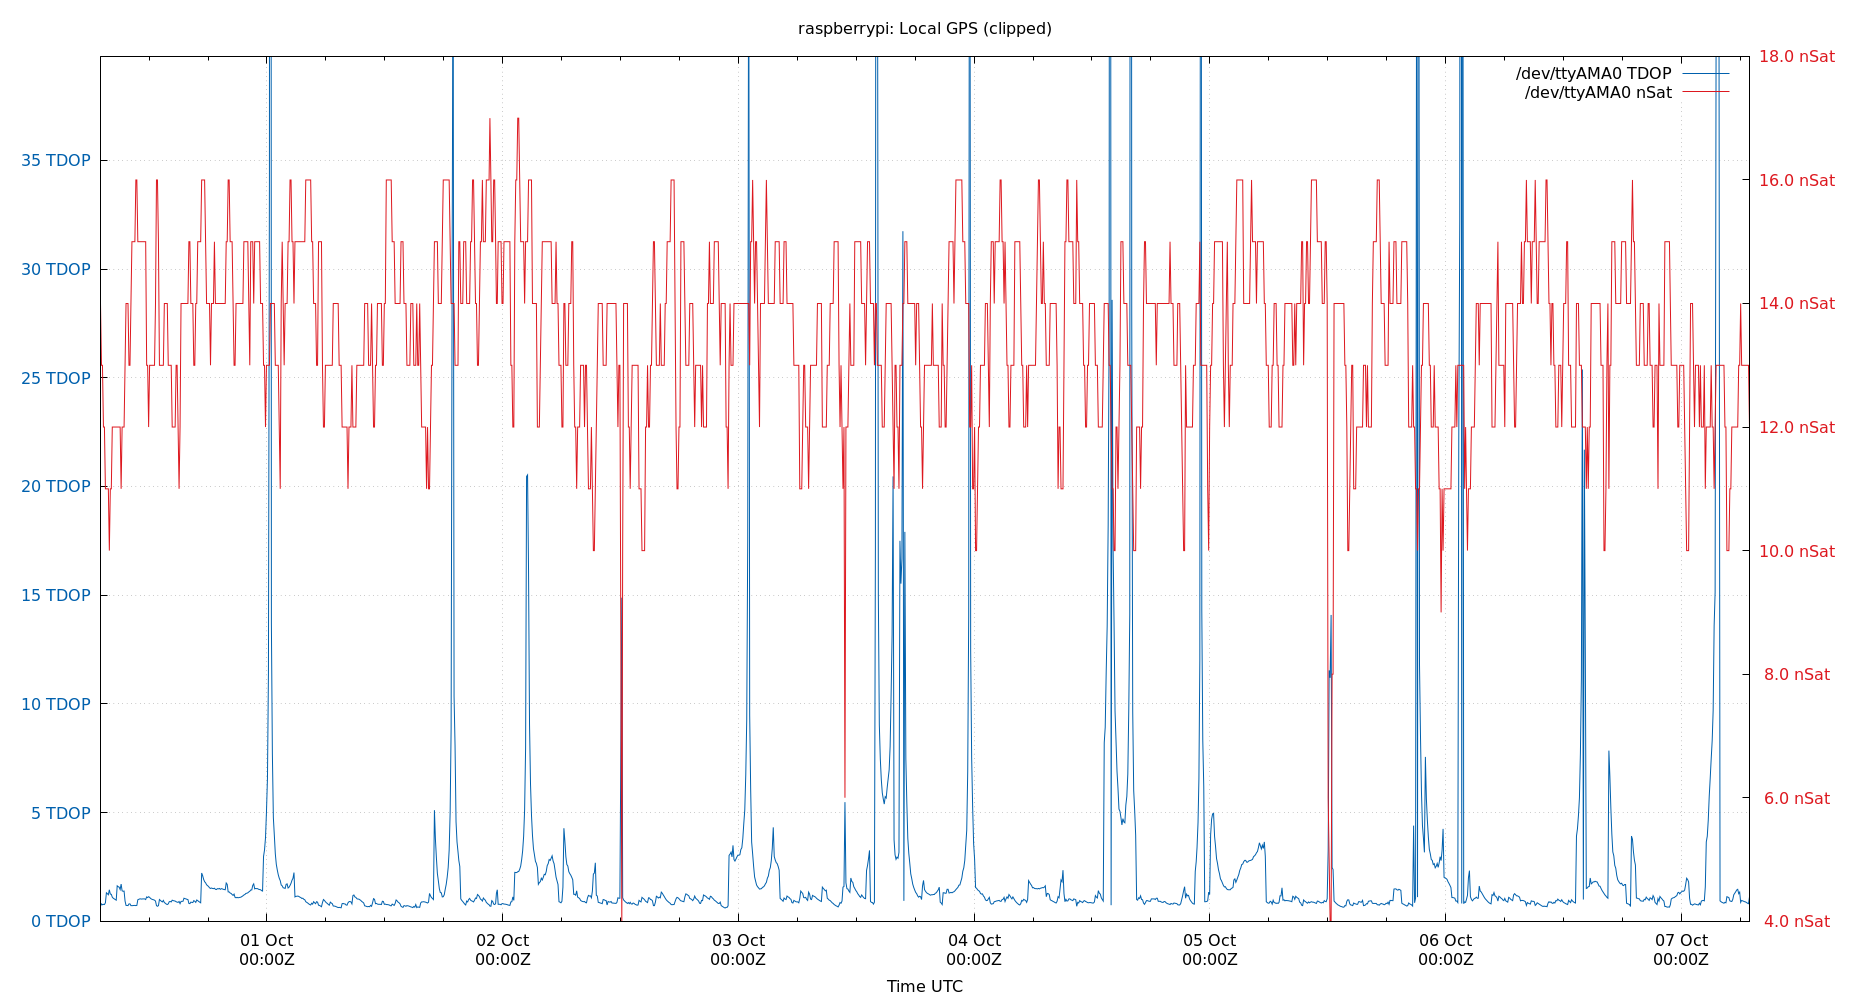 raspberrypi: Local GPS (clipped)
18.0 nSat
/dev/ttyAMA0 TDOP
/dev/ttyAMA0 nSat
35 TDOP
16.0 nSat
30 TDOP
14.0 nSat
25 TDOP
12.0 nSat
20 TDOP
10.0 nSat
15 TDOP
8.0 nSat
10 TDOP
6.0 nSat
5 TDOP
0 TDOP
4.0 nSat
01 Oct 02 Oct 03 Oct 04 Oct 05 Oct 06 Oct 07 Oct
00:00Z 00:00Z 00:00Z 00:00Z 00:00Z 00:00Z 00:00Z
Time UTC